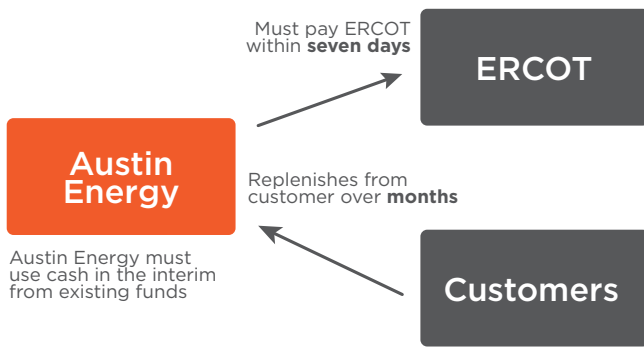 Must pay ERCOT
within seven days
ERCOT
Austin
Energy
Replenishes from
customer over months
Austin Energy must
use cash in the interim
from existing funds
Customers